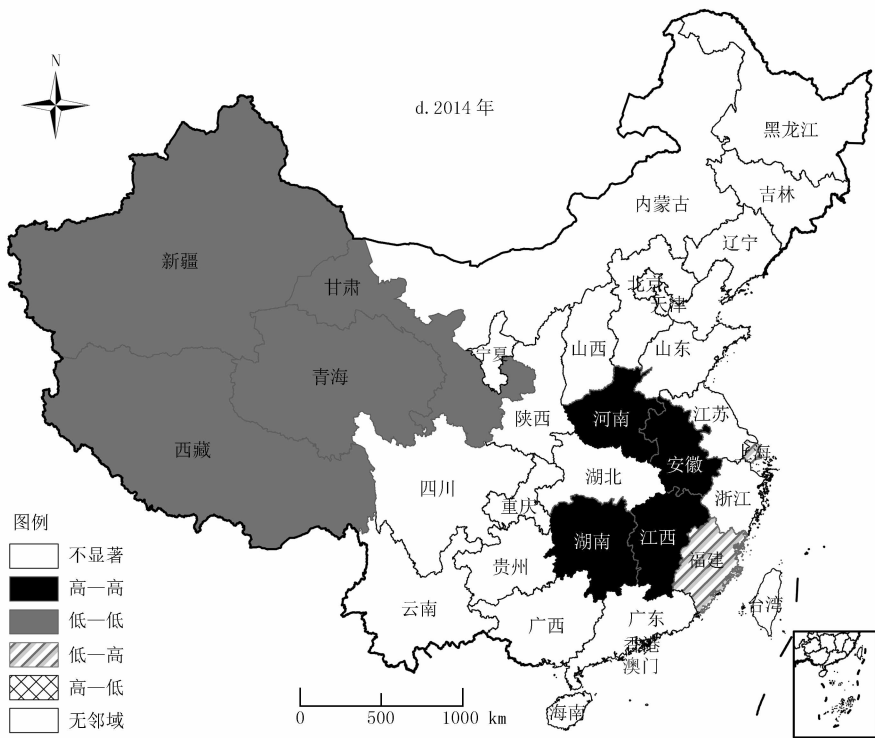 N
d.2014 年
黑龙江
吉林
内蒙古
辽宁
新疆
北京
甘肃
天津
宁夏
山西
山东
青海
河南
江苏
陕西
西藏
上海
安徽
湖北
四川
浙江
重庆
湖南
江西
福建
贵州
云南
广西
广东
台湾
香港
澳门
海南
图例
不显著
高—高
低—低
低—高
高—低
无邻域
0 500 1000 km